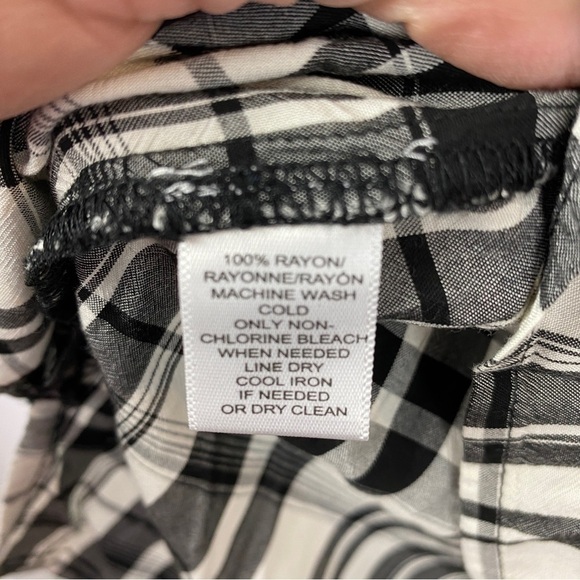 100% RAYON/
RAYONNE/RAYÓN
MACHINE WASH
COLD
ONLY NON-
CHLORINE BLEACH
WHEN NEEDED
LINE DRY
COOL IRON
IF NEEDED
OR DRY CLEAN